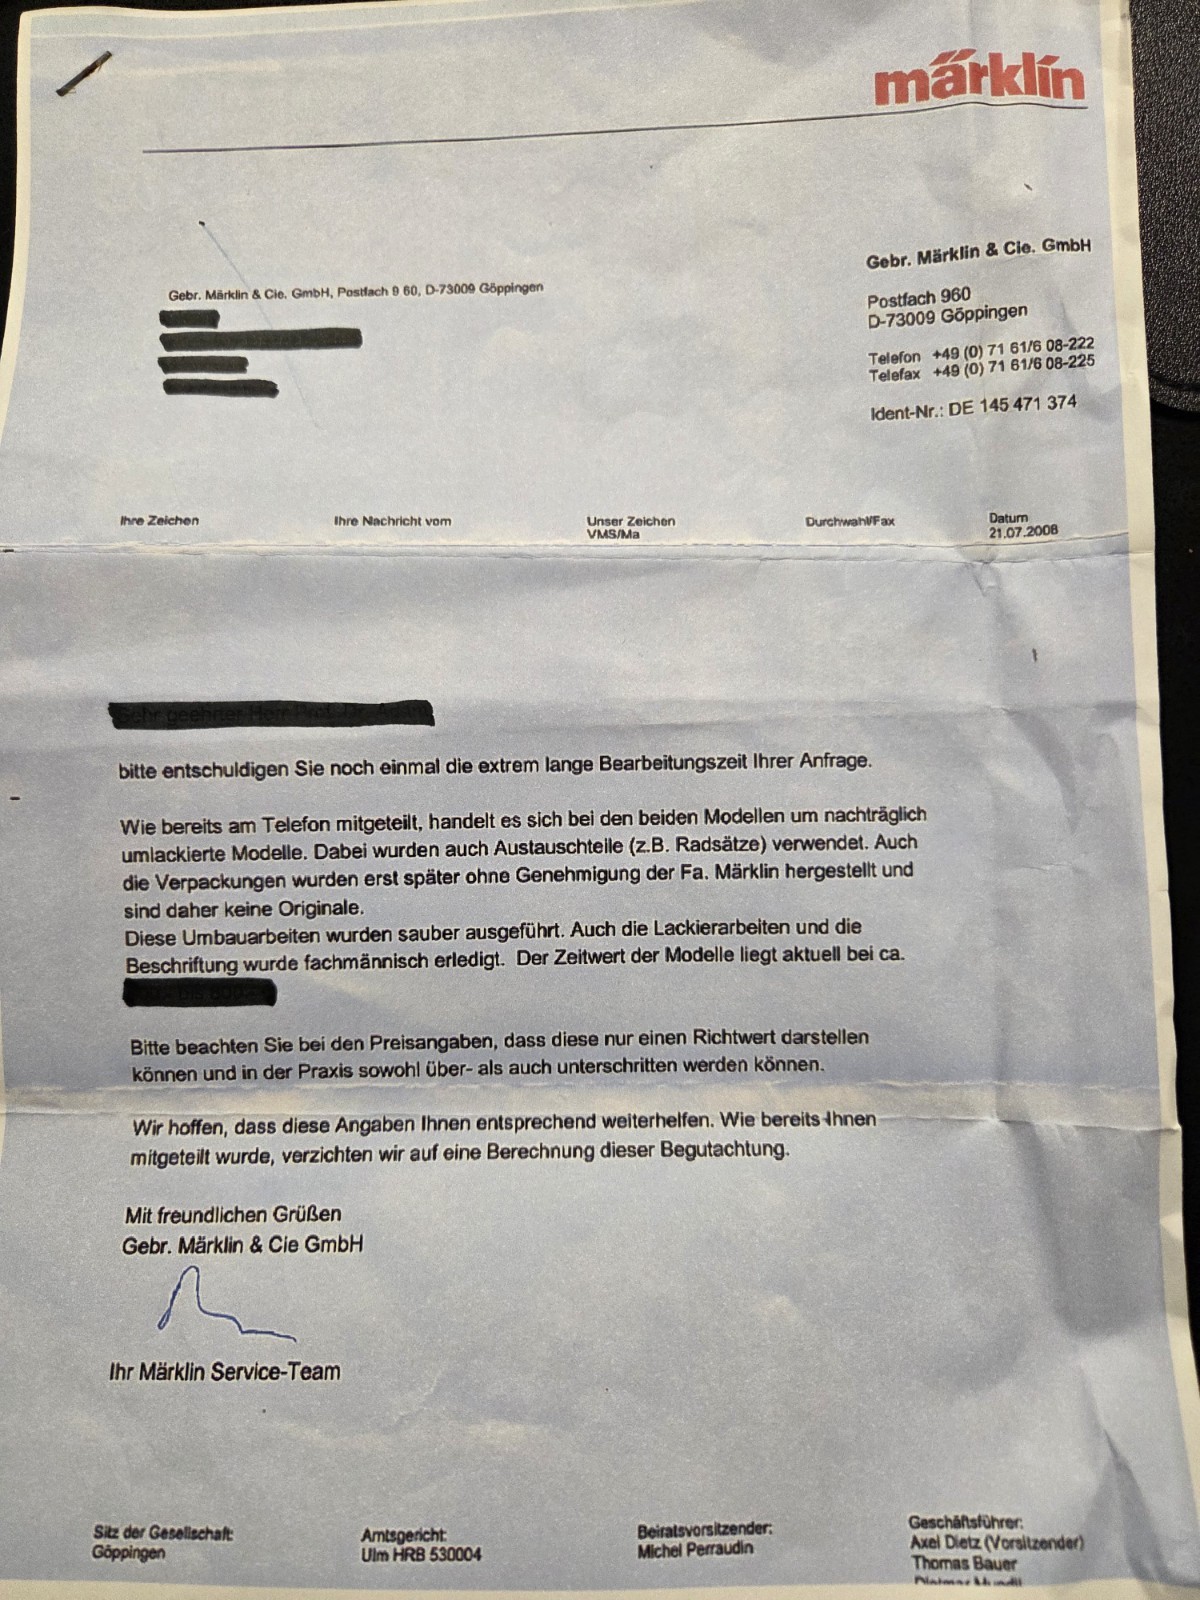 märklin
Gebr. Märklin & Cie. GmbH, Postfach 9 60, D-73009 Göppingen
Gebr. Märklin & Cie. GmbH
Postfach 960
D-73009 Göppingen
Telefon +49 (0) 71 61/6 08-222
Telefax +49 (0) 71 61/6 08-225
Ident-Nr.: DE 145 471 374
Ihre Zeichen
Ihre Nachricht vom
Unser Zeichen
VMS/Ma
Durchwahl/Fax
Datum
21.07.2008
bitte entschuldigen Sie noch einmal die extrem lange Bearbeitungszeit Ihrer Anfrage.
Wie bereits am Telefon mitgeteilt, handelt es sich bei den beiden Modellen um nachträglich
umlackierte Modelle. Dabei wurden auch Austauschteile (z.B. Radsätze) verwendet. Auch
die Verpackungen wurden erst später ohne Genehmigung der Fa. Märklin hergestellt und
sind daher keine Originale.
Diese Umbauarbeiten wurden sauber ausgeführt. Auch die Lackierarbeiten und die
Beschriftung wurde fachmännisch erledigt. Der Zeitwert der Modelle liegt aktuell bei ca.
Bitte beachten Sie bei den Preisangaben, dass diese nur einen Richtwert darstellen
können und in der Praxis sowohl über- als auch unterschritten werden können.
Wir hoffen, dass diese Angaben Ihnen entsprechend weiterhelfen. Wie bereits Ihnen
mitgeteilt wurde, verzichten wir auf eine Berechnung dieser Begutachtung.
Mit freundlichen Grüßen
Gebr. Märklin & Cie GmbH
Ihr Märklin Service-Team
Sitz der Gesellschaft:
Göppingen
Amtsgericht:
Ulm HRB 530004
Beiratsvorsitzender:
Michel Perraudin
Geschäftsführer:
Axel Dietz (Vorsitzender)
Thomas Bauer